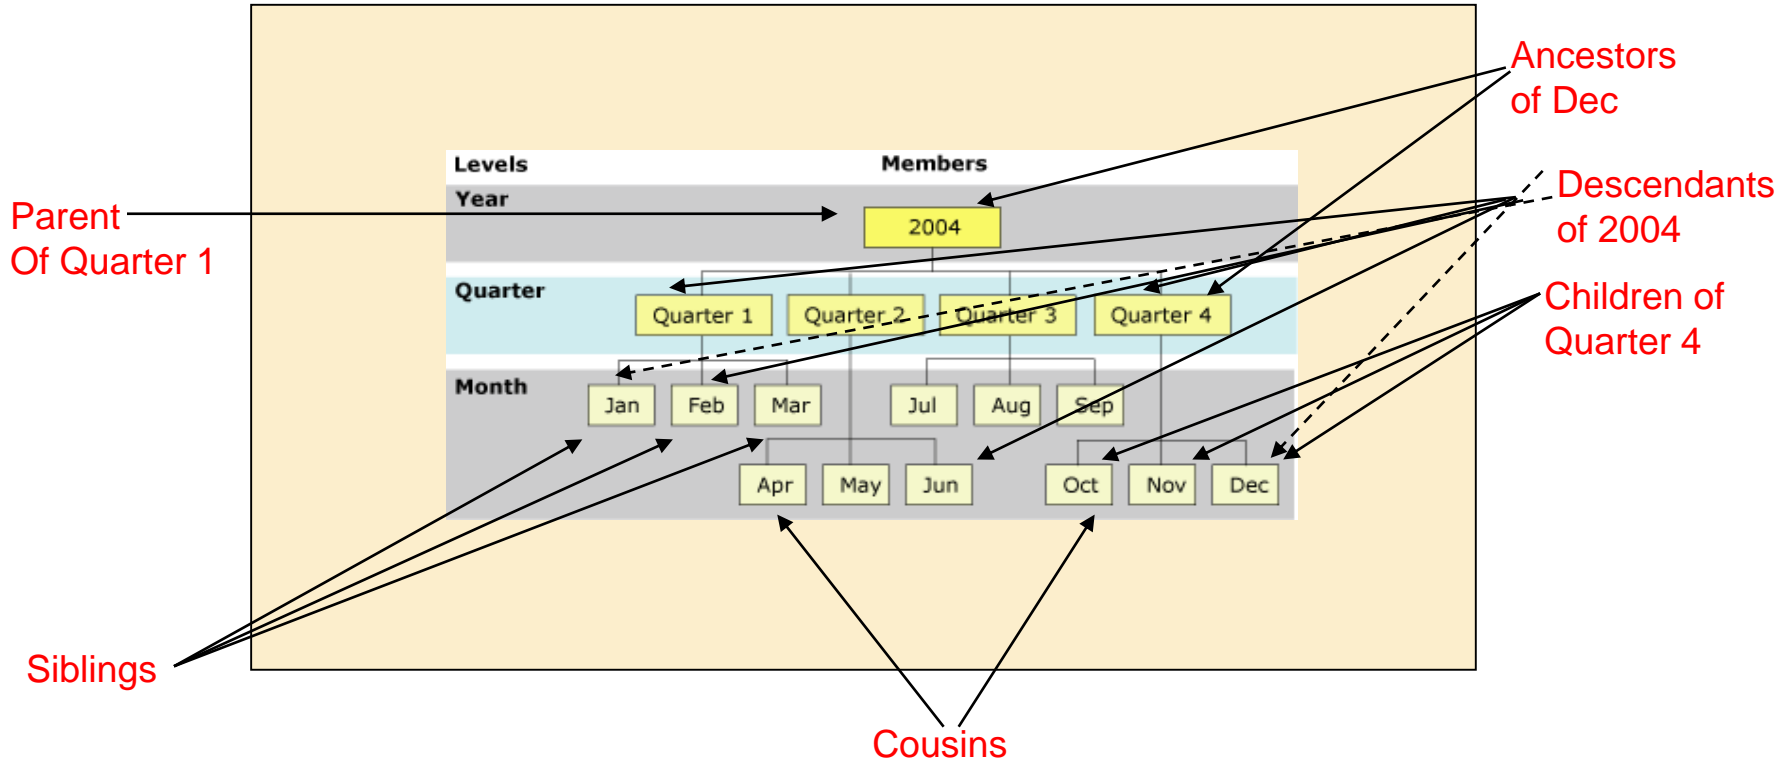 Ancestors
of Dec
Levels
Members
Year
2004
Parent
Of Quarter 1
Descendants
of 2004
Quarter
Quarter 1
Quarter 2
Quarter 3
Quarter 4
Children of
Quarter 4
Month
Jan
Feb
Mar
Jul
Aug
Sep
Apr
May
Jun
Oct
Nov
Dec
Siblings
Cousins